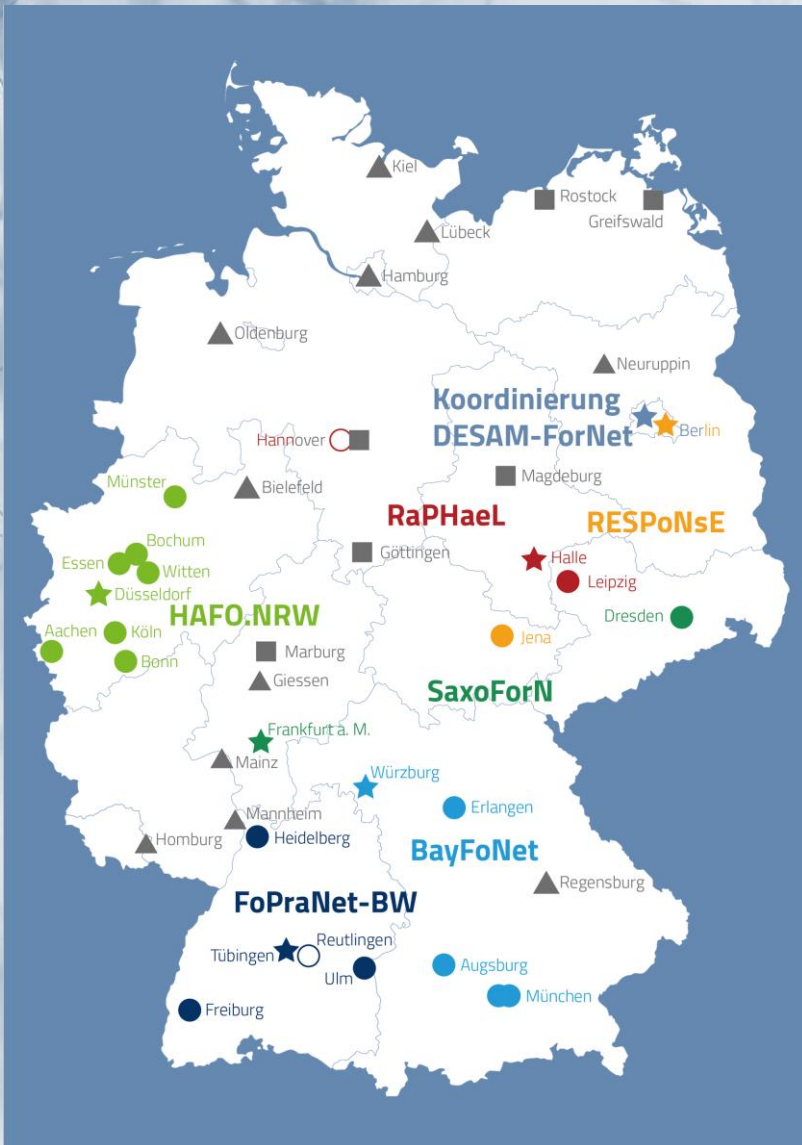 Kiel
Rostock
Greifswald
Lübeck
Hamburg
Oldenburg
Neuruppin
Koordinierung
DESAM-ForNet
Berlin
Hannover
Magdeburg
Bielefeld
Münster
RaPHaeL
RESPoNsE
Bochum
Essen
Witten
Göttingen
Halle
Leipzig
Düsseldorf
HAFO.NRW
Dresden
Aachen
Köln
Jena
Bonn
Marburg
Giessen
SaxoForN
Frankfurt a. M.
Mainz
Würzburg
Erlangen
Mannheim
Homburg
Heidelberg
BayFoNet
Regensburg
FoPraNet-BW
Reutlingen
Tübingen
Ulm
Augsburg
München
Freiburg